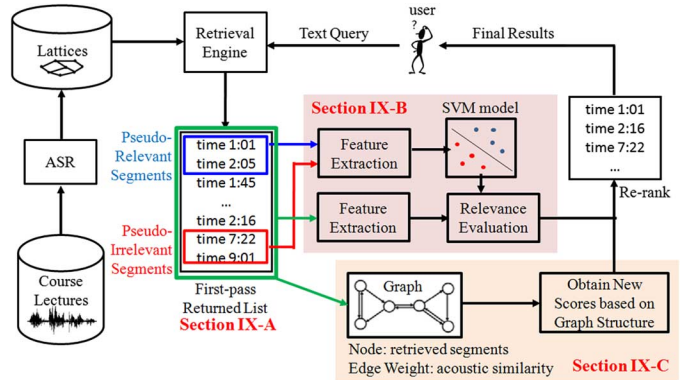 Lattices
Retrieval
Engine
Text Query
user
?
Final Results
ASR
Course
Lectures
Pseudo-
Relevant
Segments
Pseudo-
Irrelevant
Segments
time 1:01
time 2:05
time 1:45
...
time 2:16
time 7:22
time 9:01
First-pass
Returned List
Section IX-A
Section IX-B
SVM model
Feature
Extraction
Feature
Extraction
Relevance
Evaluation
time 1:01
time 2:16
time 7:22
...
Re-rank
Graph
Obtain New
Scores based on
Graph Structure
Node: retrieved segments
Edge Weight: acoustic similarity
Section IX-C